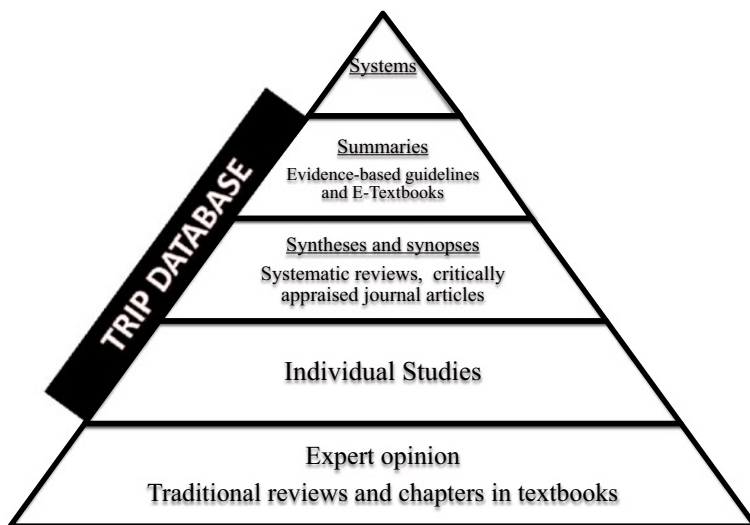 Systems
TRIP DATABASE
Summaries
Evidence-based guidelines
and E-Textbooks
Syntheses and synopses
Systematic reviews, critically
appraised journal articles
Individual Studies
Expert opinion
Traditional reviews and chapters in textbooks